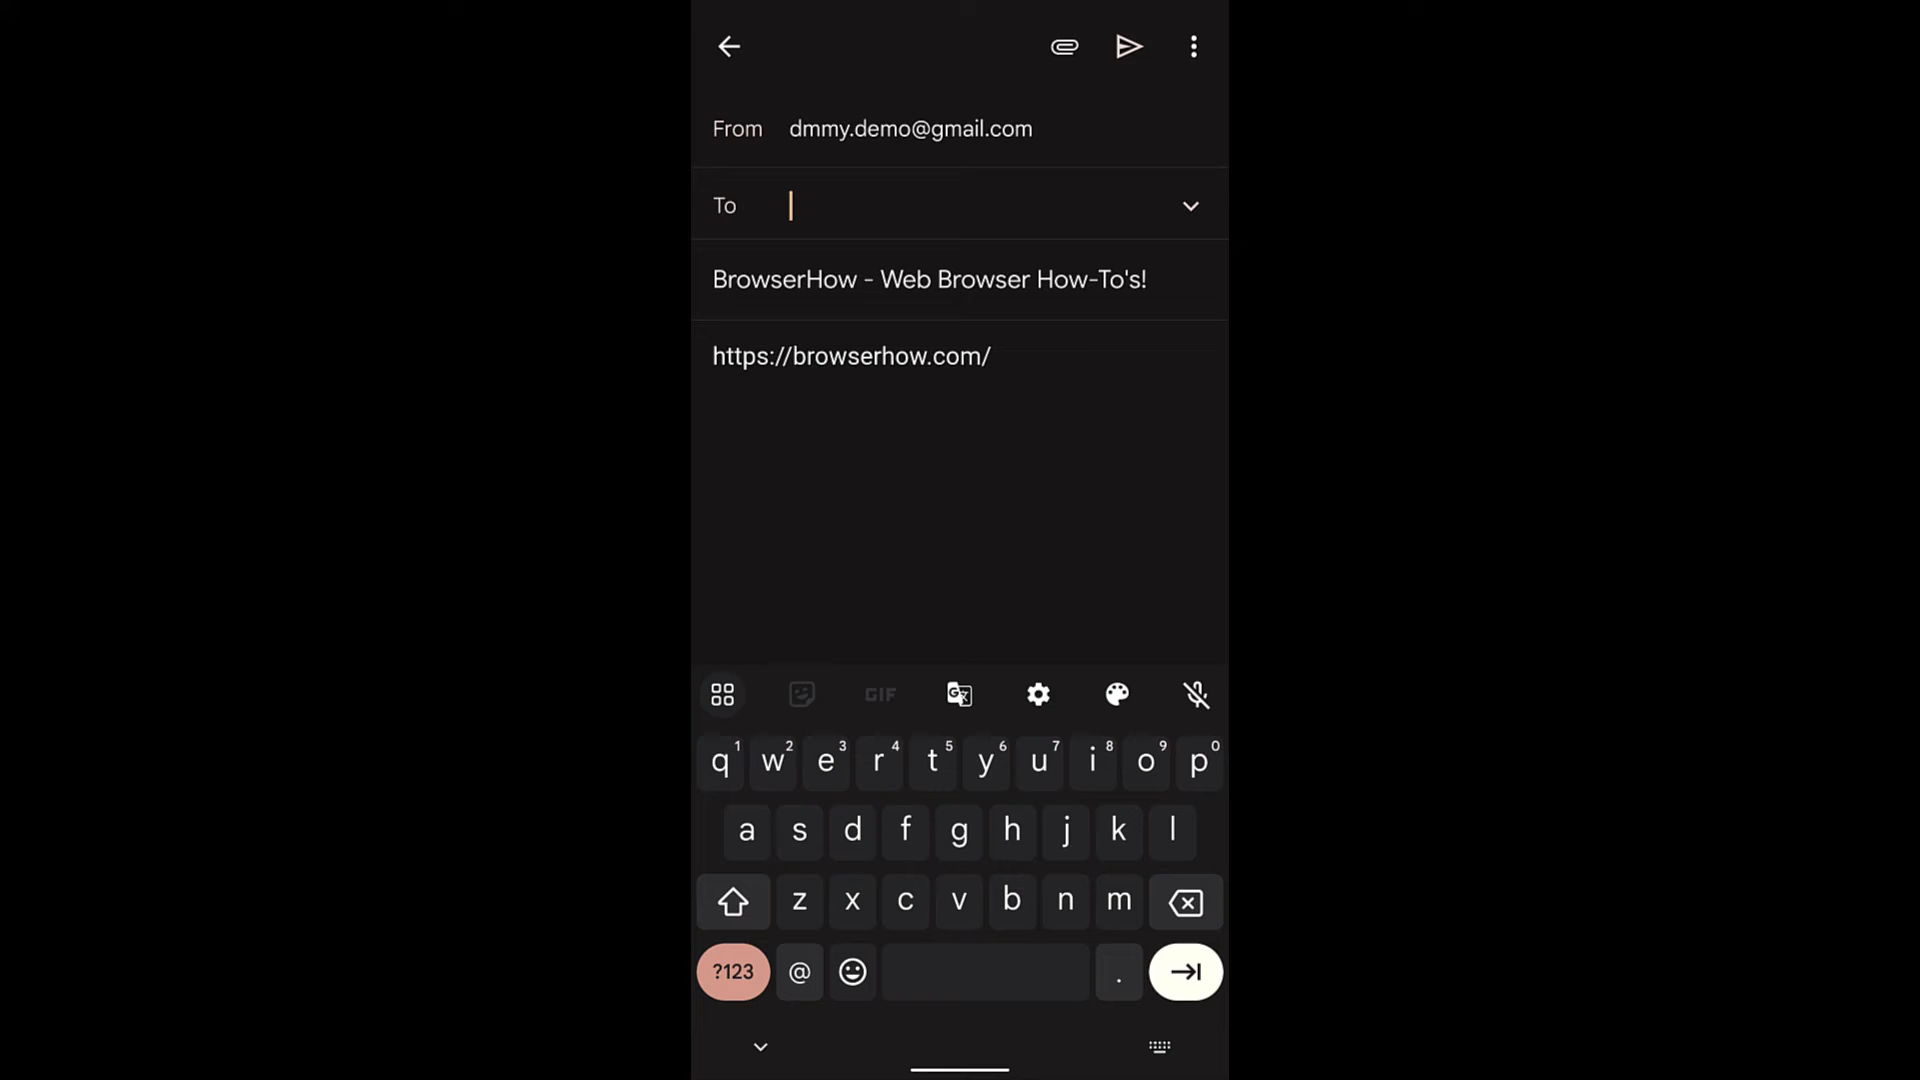 From dmmy.demo@gmail.com
To
BrowserHow - Web Browser How-To's!
https://browserhow.com/
GIF
q1 w2 e3 r4 t5 y6 u7 i8 o9 p0
a s d f g h j k l
z x c v b n m
?123 @ .